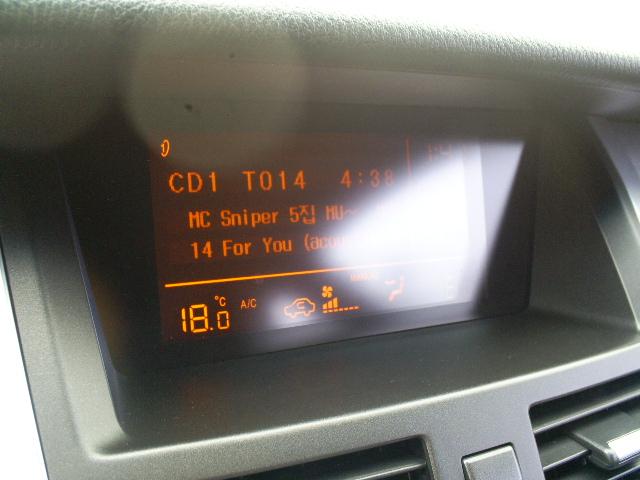 CD1 T014 4:38
MC Sniper 5집
14 For You
18.0 °C A/C